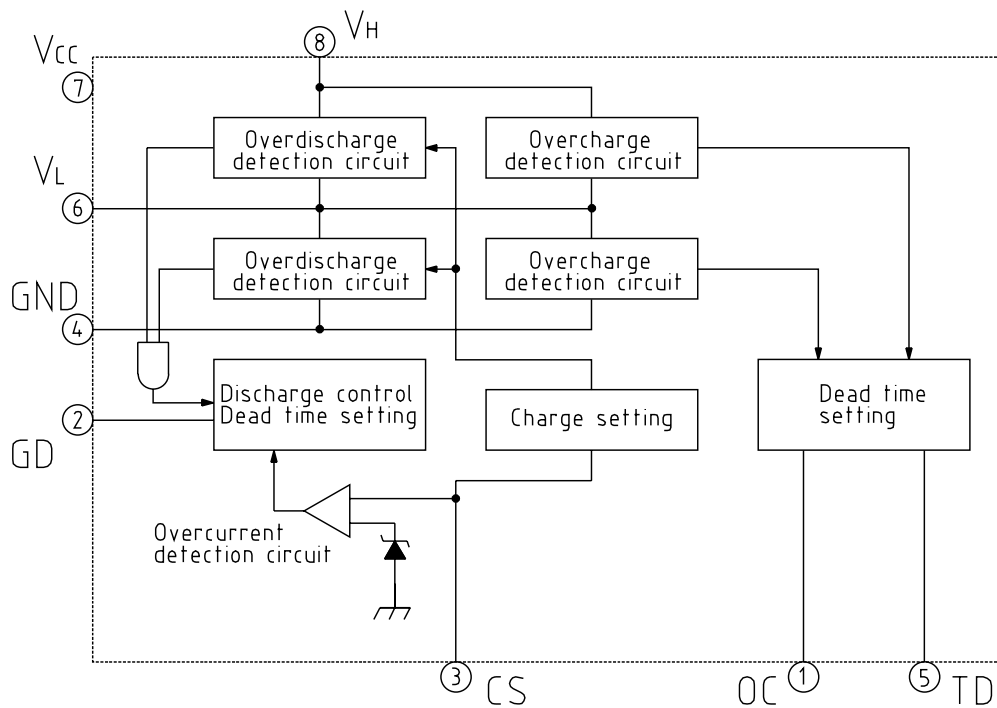 8 VH
VCC
7
Overdischarge
detection circuit
Overcharge
detection circuit
VL
6
Overdischarge
detection circuit
Overcharge
detection circuit
GND
4
Discharge control
Dead time setting
Charge setting
Dead time
setting
2
GD
Overcurrent
detection circuit
3 CS
OC 1
5 TD